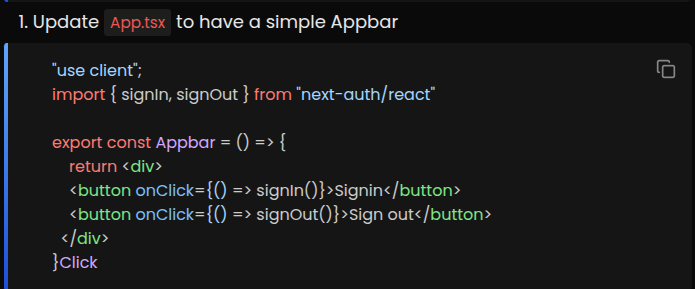 1. Update App.tsx to have a simple Appbar
"use client";
import { signIn, signOut } from "next-auth/react"
export const Appbar = () => {
return <div>
<button onClick={() => signIn()}>Signin</button>
<button onClick={() => signOut()}>Sign out</button>
</div>
}Click